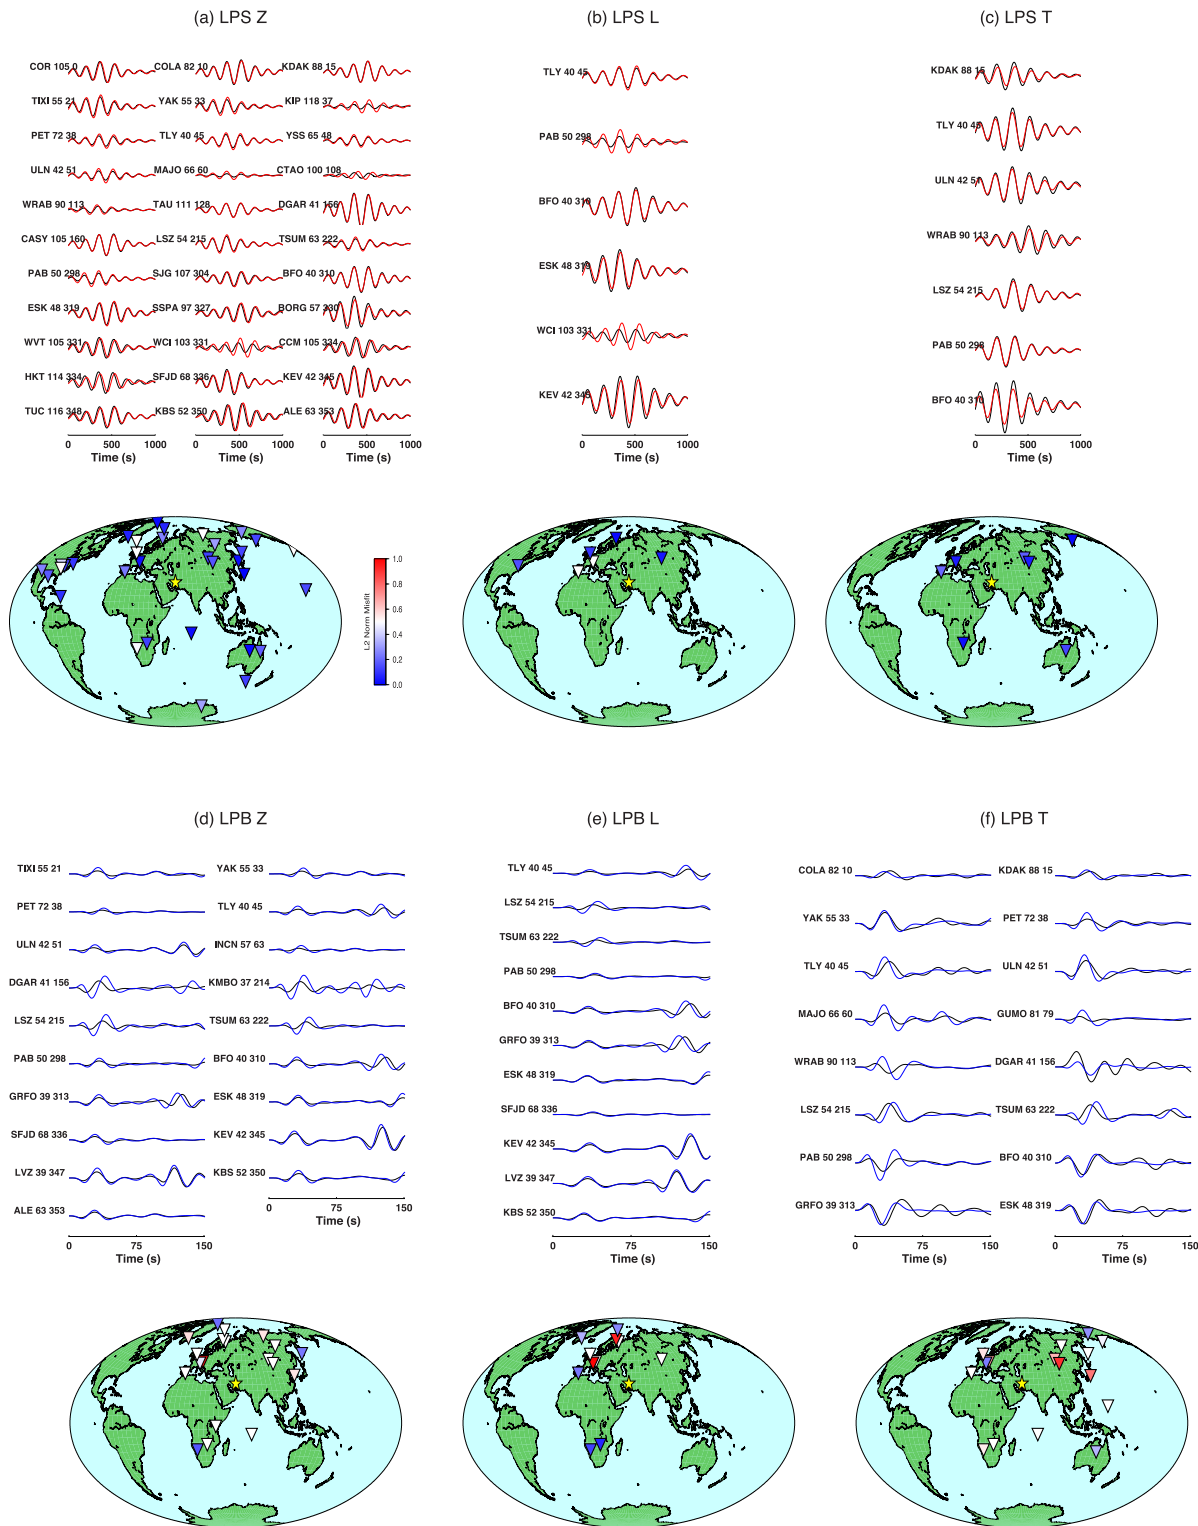 (a) LPS Z
(b) LPS L
(c) LPS T
COR 105 0 COLA 82 10 KDAK 88 15
TIXI 55 21 YAK 55 33 KIP 118 37
PET 72 38 TLY 40 45 YSS 65 48
ULN 42 51 MAJO 66 60 CTAO 100 108
WRAB 90 113 TAU 111 128 DGAR 41 156
CASY 105 160 LSZ 54 215 TSUM 63 222
PAB 50 298 SJG 107 304 BFO 40 310
ESK 48 319 SSPA 97 327 BORG 57 330
WVT 105 331 WCI 103 331 CCM 105 334
HKT 114 334 SFJD 68 336 KEV 42 345
TUC 116 348 KBS 52 350 ALE 63 353
0 500 1000 0 500 1000 0 500 1000
Time (s) Time (s) Time (s)
TLY 40 45
PAB 50 298
BFO 40 310
ESK 48 319
WCI 103 331
KEV 42 345
0 500 1000
Time (s)
KDAK 88 15
TLY 40 45
ULN 42 51
WRAB 90 113
LSZ 54 215
PAB 50 298
BFO 40 310
0 500 1000
Time (s)
L2 Norm Misfit
1.0
0.8
0.6
0.4
0.2
0.0
(d) LPB Z
(e) LPB L
(f) LPB T
TIXI 55 21 YAK 55 33
PET 72 38 TLY 40 45
ULN 42 51 INCN 57 63
DGAR 41 156 KMBO 37 214
LSZ 54 215 TSUM 63 222
PAB 50 298 BFO 40 310
GRFO 39 313 ESK 48 319
SFJD 68 336 KEV 42 345
LVZ 39 347 KBS 52 350
ALE 63 353
0 75 150
Time (s)
0 75 150
Time (s)
TLY 40 45
LSZ 54 215
TSUM 63 222
PAB 50 298
BFO 40 310
GRFO 39 313
ESK 48 319
SFJD 68 336
KEV 42 345
LVZ 39 347
KBS 52 350
0 75 150
Time (s)
COLA 82 10 KDAK 88 15
YAK 55 33 PET 72 38
TLY 40 45 ULN 42 51
MAJO 66 60 GUMO 81 79
WRAB 90 113 DGAR 41 156
LSZ 54 215 TSUM 63 222
PAB 50 298 BFO 40 310
GRFO 39 313 ESK 48 319
0 75 150 0 75 150
Time (s) Time (s)